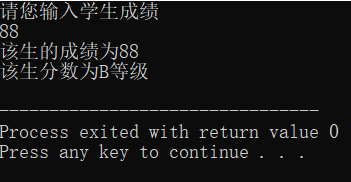 请您输入学生成绩
88
该生的成绩为88
该生分数为B等级
--------------------------------
Process exited with return value 0
Press any key to continue . . .